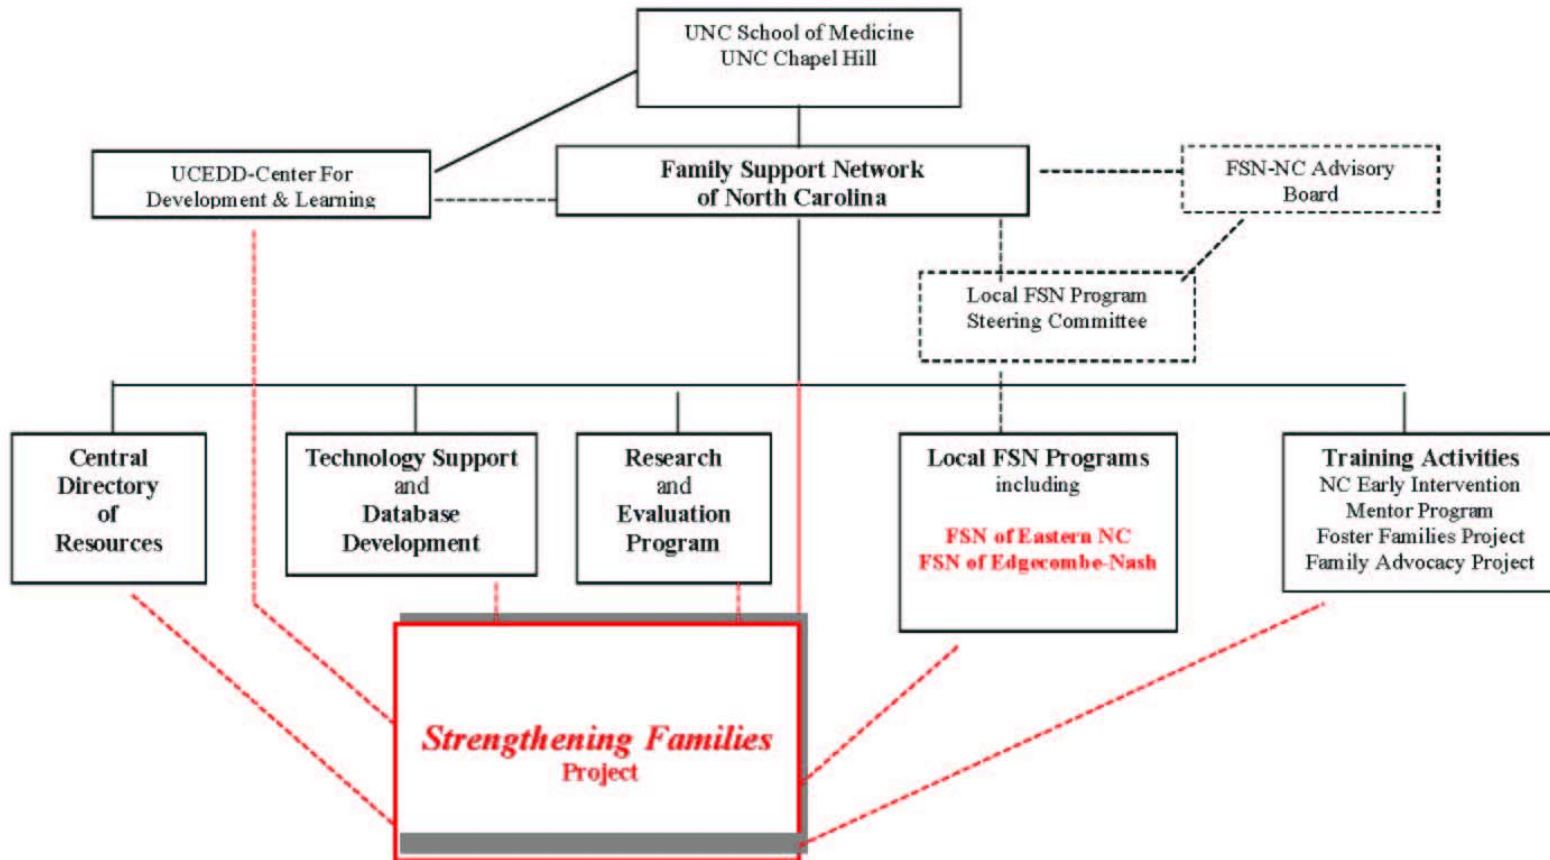 UNC School of Medicine
UNC Chapel Hill
UCEDD-Center For
Development & Learning
Family Support Network
of North Carolina
FSN-NC Advisory
Board
Local FSN Program
Steering Committee
Central
Directory
of
Resources
Technology Support
and
Database
Development
Research
and
Evaluation
Program
Local FSN Programs
including
FSN of Eastern NC
FSN of Edgecombe-Nash
Training Activities
NC Early Intervention
Mentor Program
Foster Families Project
Family Advocacy Project
Strengthening Families
Project